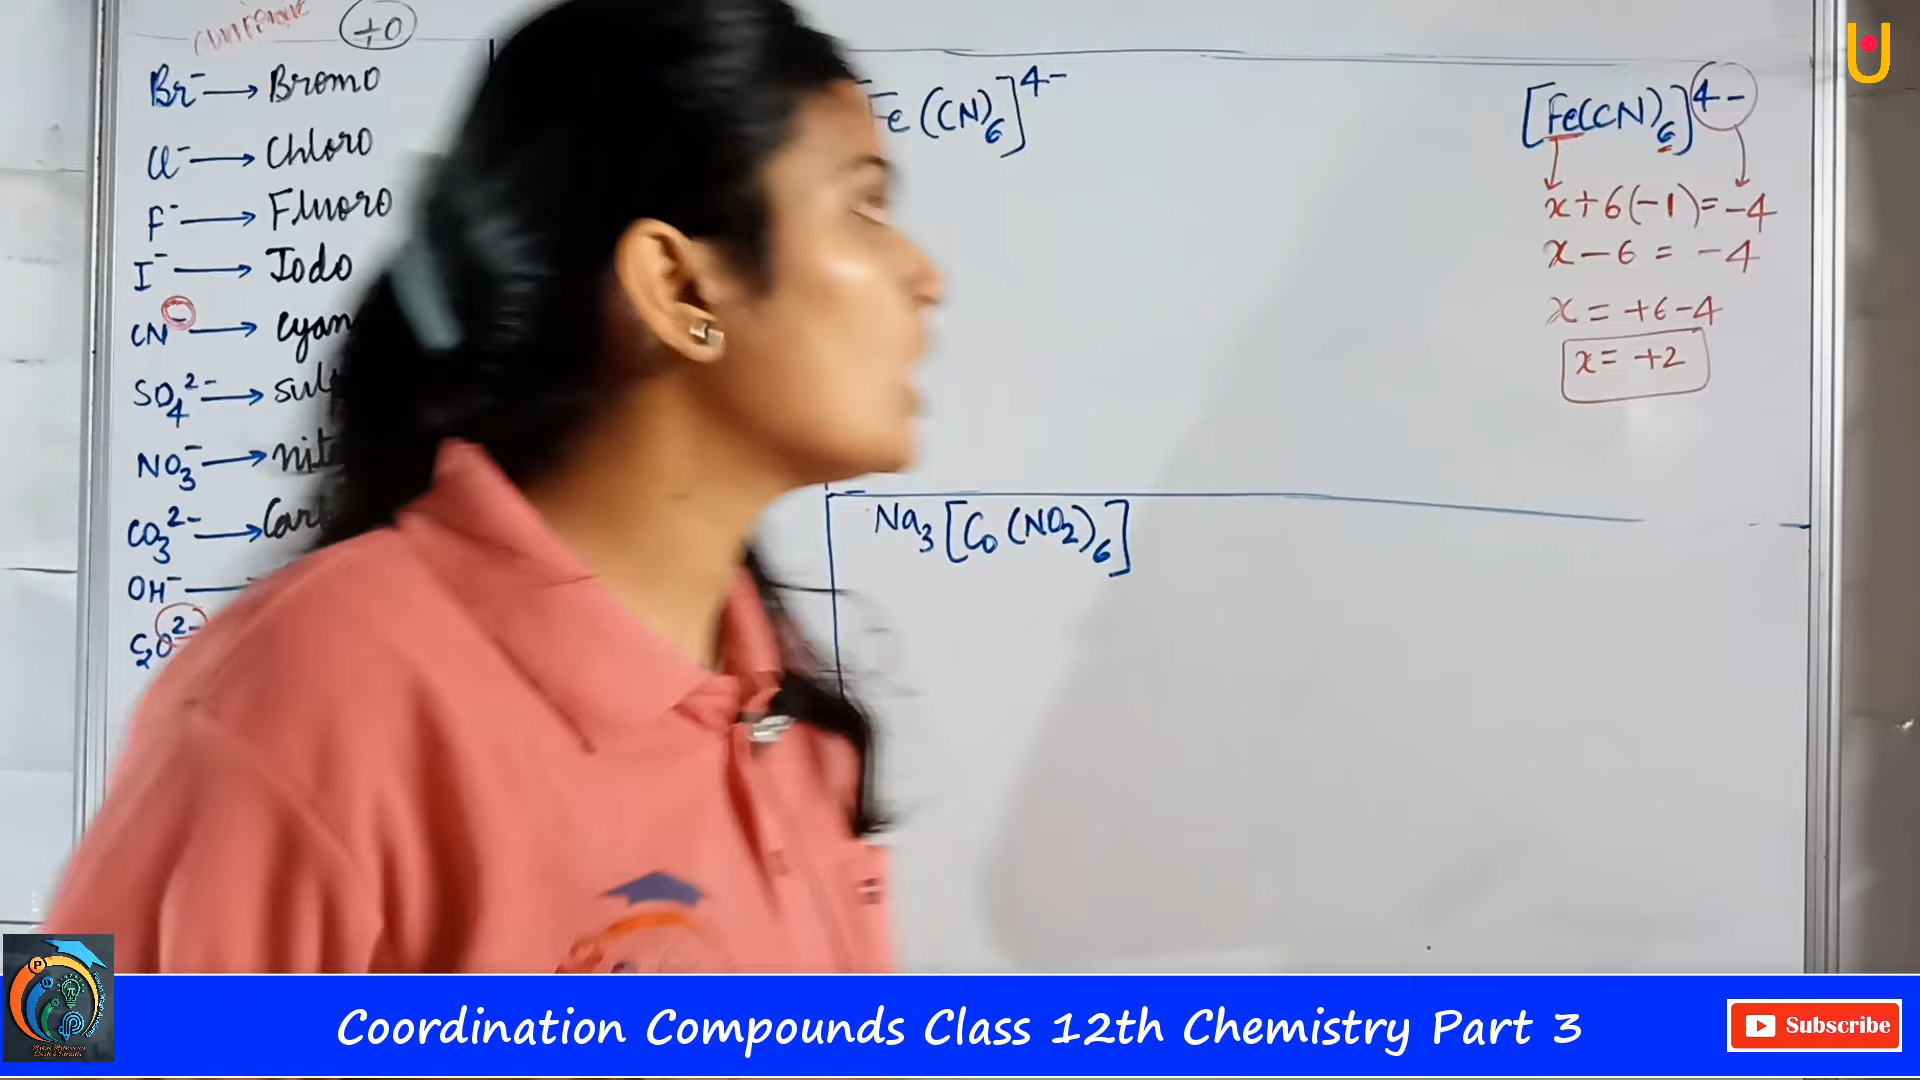 +o
Br⁻ → Bromo
Cl⁻ → Chloro
F⁻ → Fluoro
I⁻ → Iodo
CN⁻ → Cyan
SO₄²⁻ → sul
NO₃⁻ → nit
CO₃²⁻ → Car
OH⁻
Fe(CN)₆]⁴⁻
[Fe(CN)₆]⁴⁻
x+6(-1)=-4
x-6=-4
x=+6-4
x=+2
Na₃[Co(NO₂)₆]
Coordination Compounds Class 12th Chemistry Part 3
Subscribe